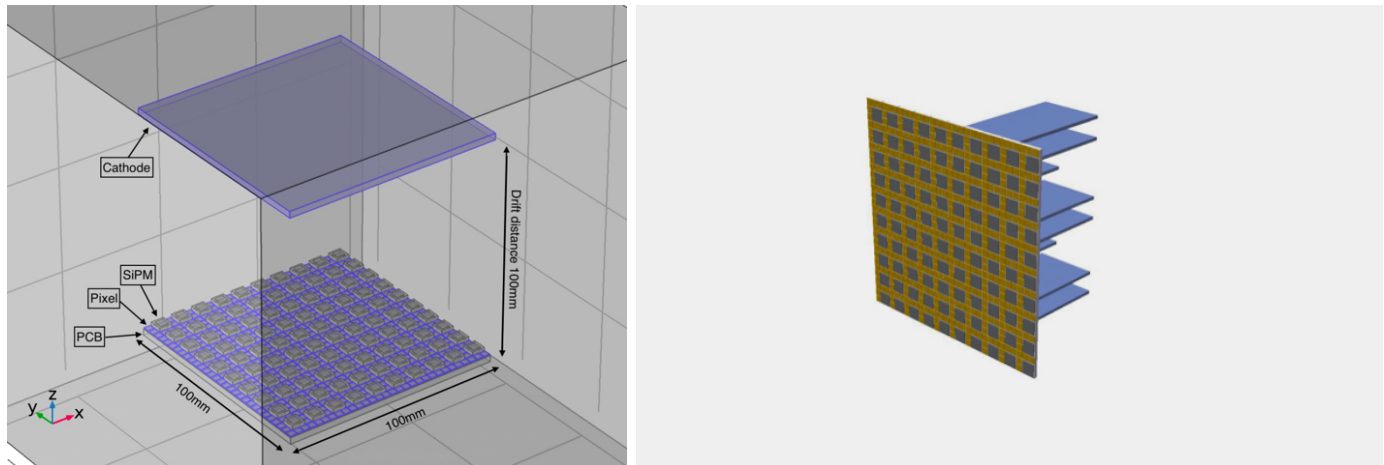 Cathode
Drift distance 100mm
SiPM
Pixel
PCB
100mm
100mm
z
y
x